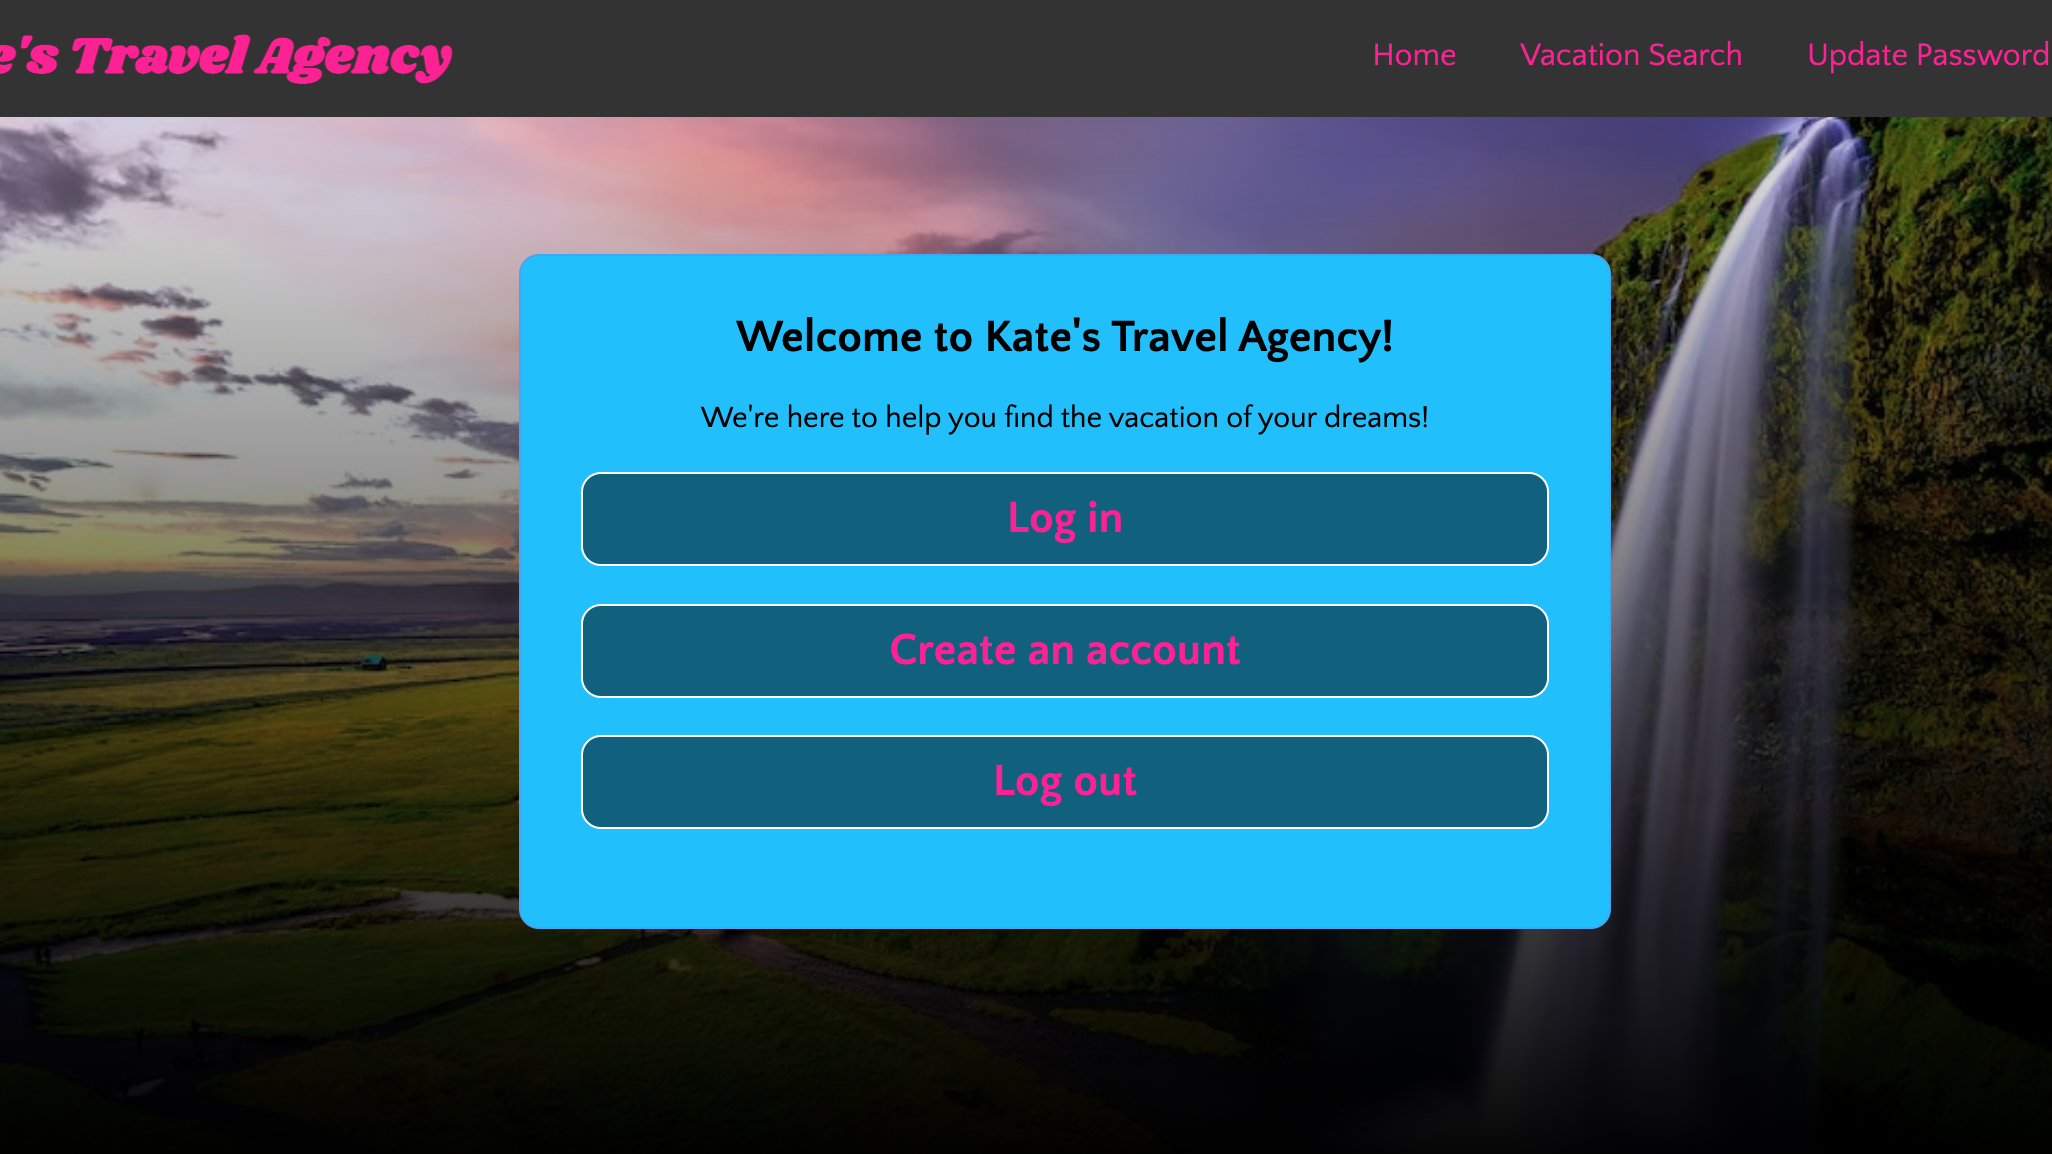 e's Travel Agency
Home Vacation Search Update Password
Welcome to Kate's Travel Agency!
We're here to help you find the vacation of your dreams!
Log in
Create an account
Log out